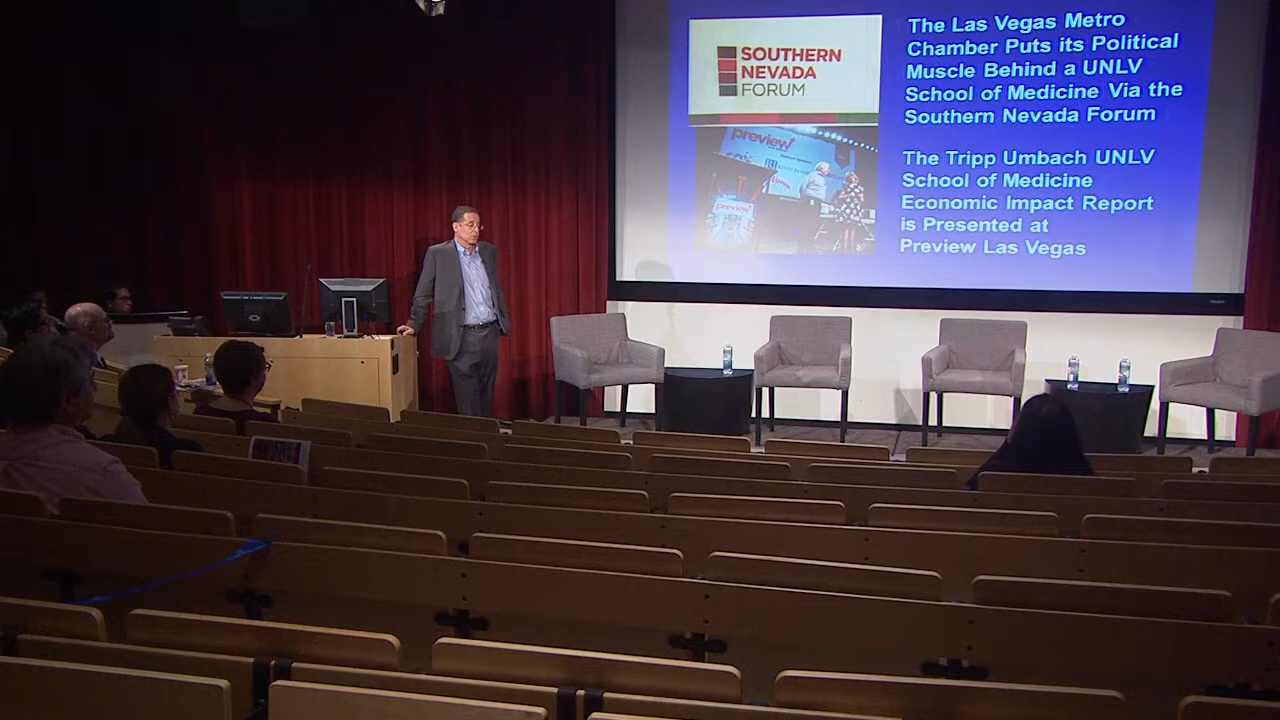 SOUTHERN
NEVADA
FORUM
preview
preview
The Las Vegas Metro
Chamber Puts its Political
Muscle Behind a UNLV
School of Medicine Via the
Southern Nevada Forum
The Tripp Umbach UNLV
School of Medicine
Economic Impact Report
is Presented at
Preview Las Vegas